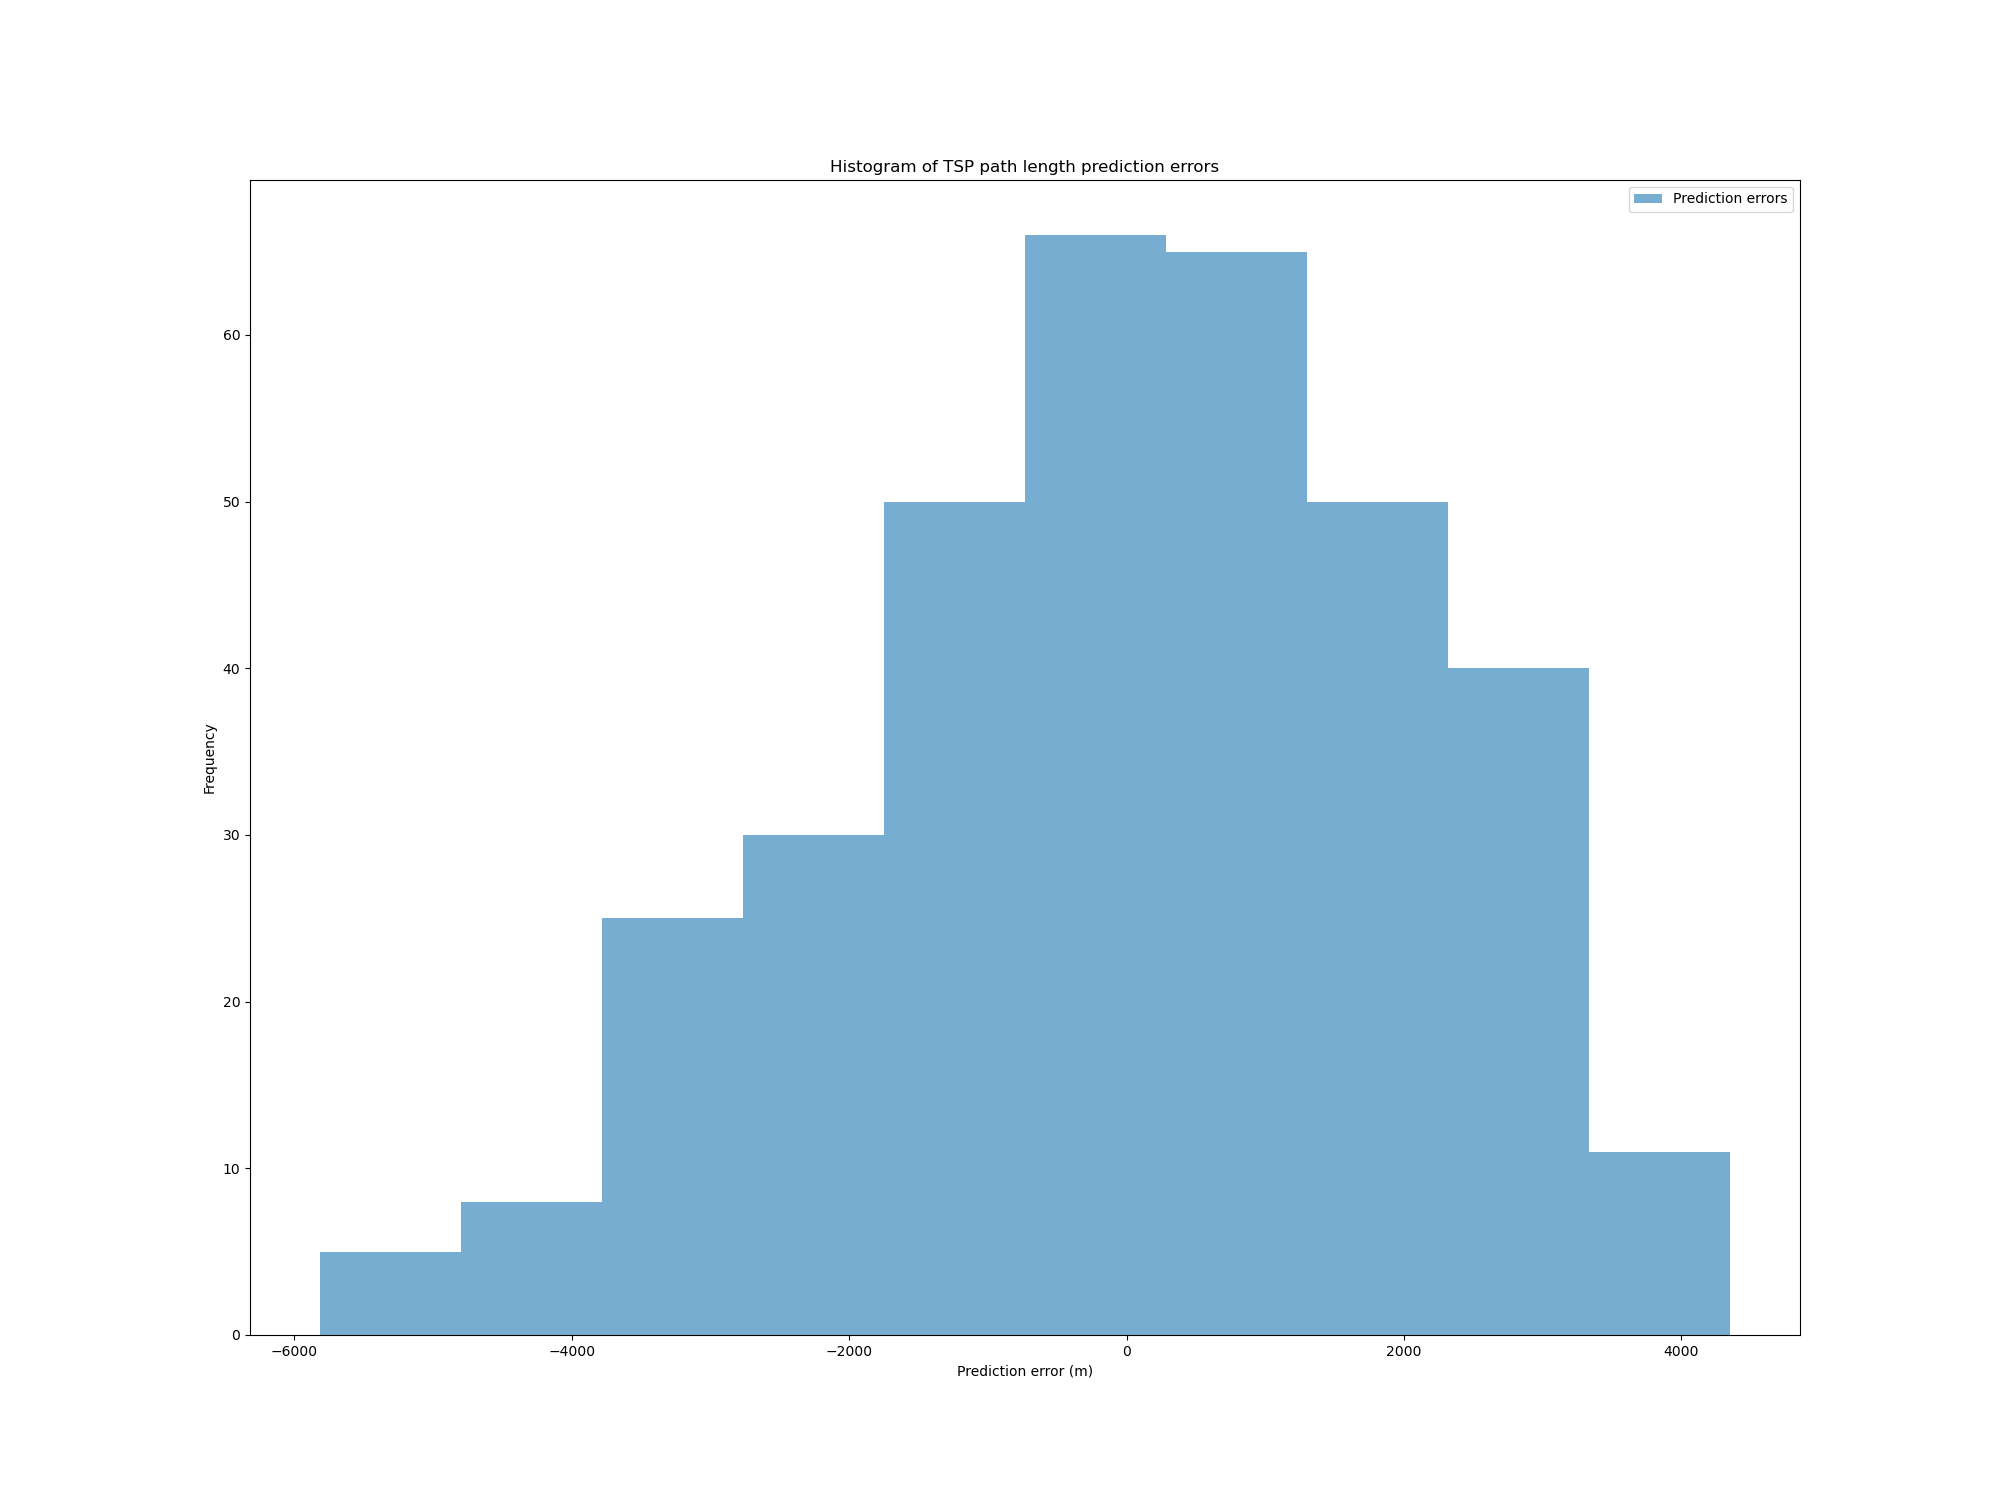 Histogram of TSP path length prediction errors
Prediction errors
60
50
40
30
20
10
0
Frequency
−6000 −4000 −2000 0 2000 4000
Prediction error (m)